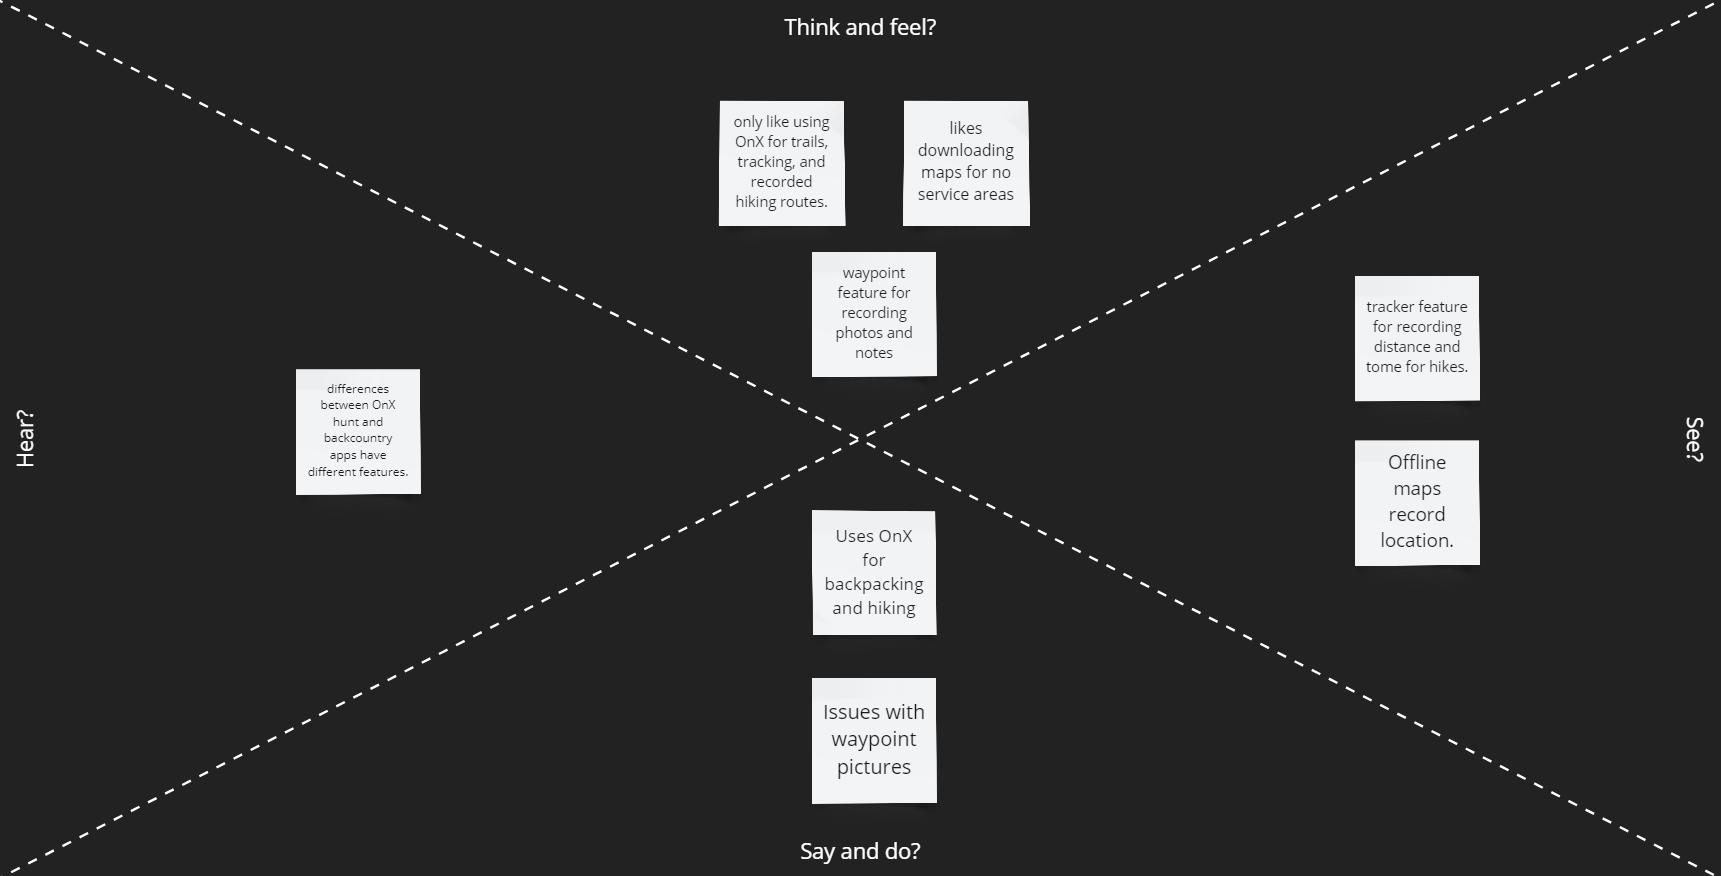 Think and feel?
only like using
OnX for trails,
tracking, and
recorded
hiking routes.
likes
downloading
maps for no
service areas
waypoint
feature for
recording
photos and
notes
Hear?
differences
between OnX
hunt and
backcountry
apps have
different features.
tracker feature
for recording
distance and
tome for hikes.
Offline
maps
record
location.
See?
Uses OnX
for
backpacking
and hiking
Issues with
waypoint
pictures
Say and do?